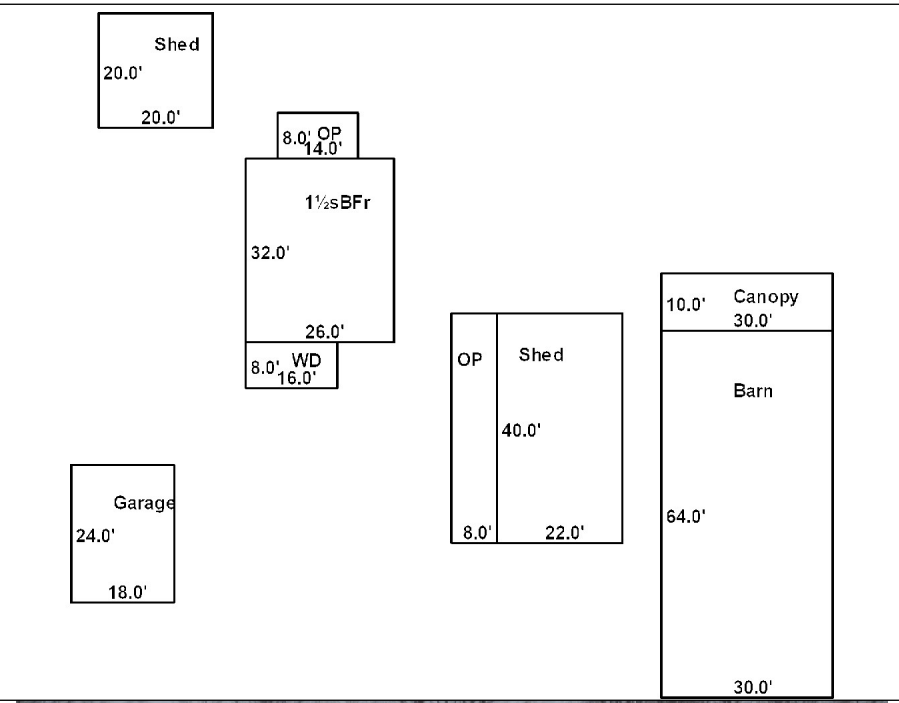 Shed
20.0'
20.0'
8.0' OP
14.0'
1½sBFr
32.0'
26.0'
8.0' WD
16.0'
Garage
24.0'
18.0'
OP
Shed
40.0'
8.0'
22.0'
10.0'
Canopy
30.0'
Barn
64.0'
30.0'